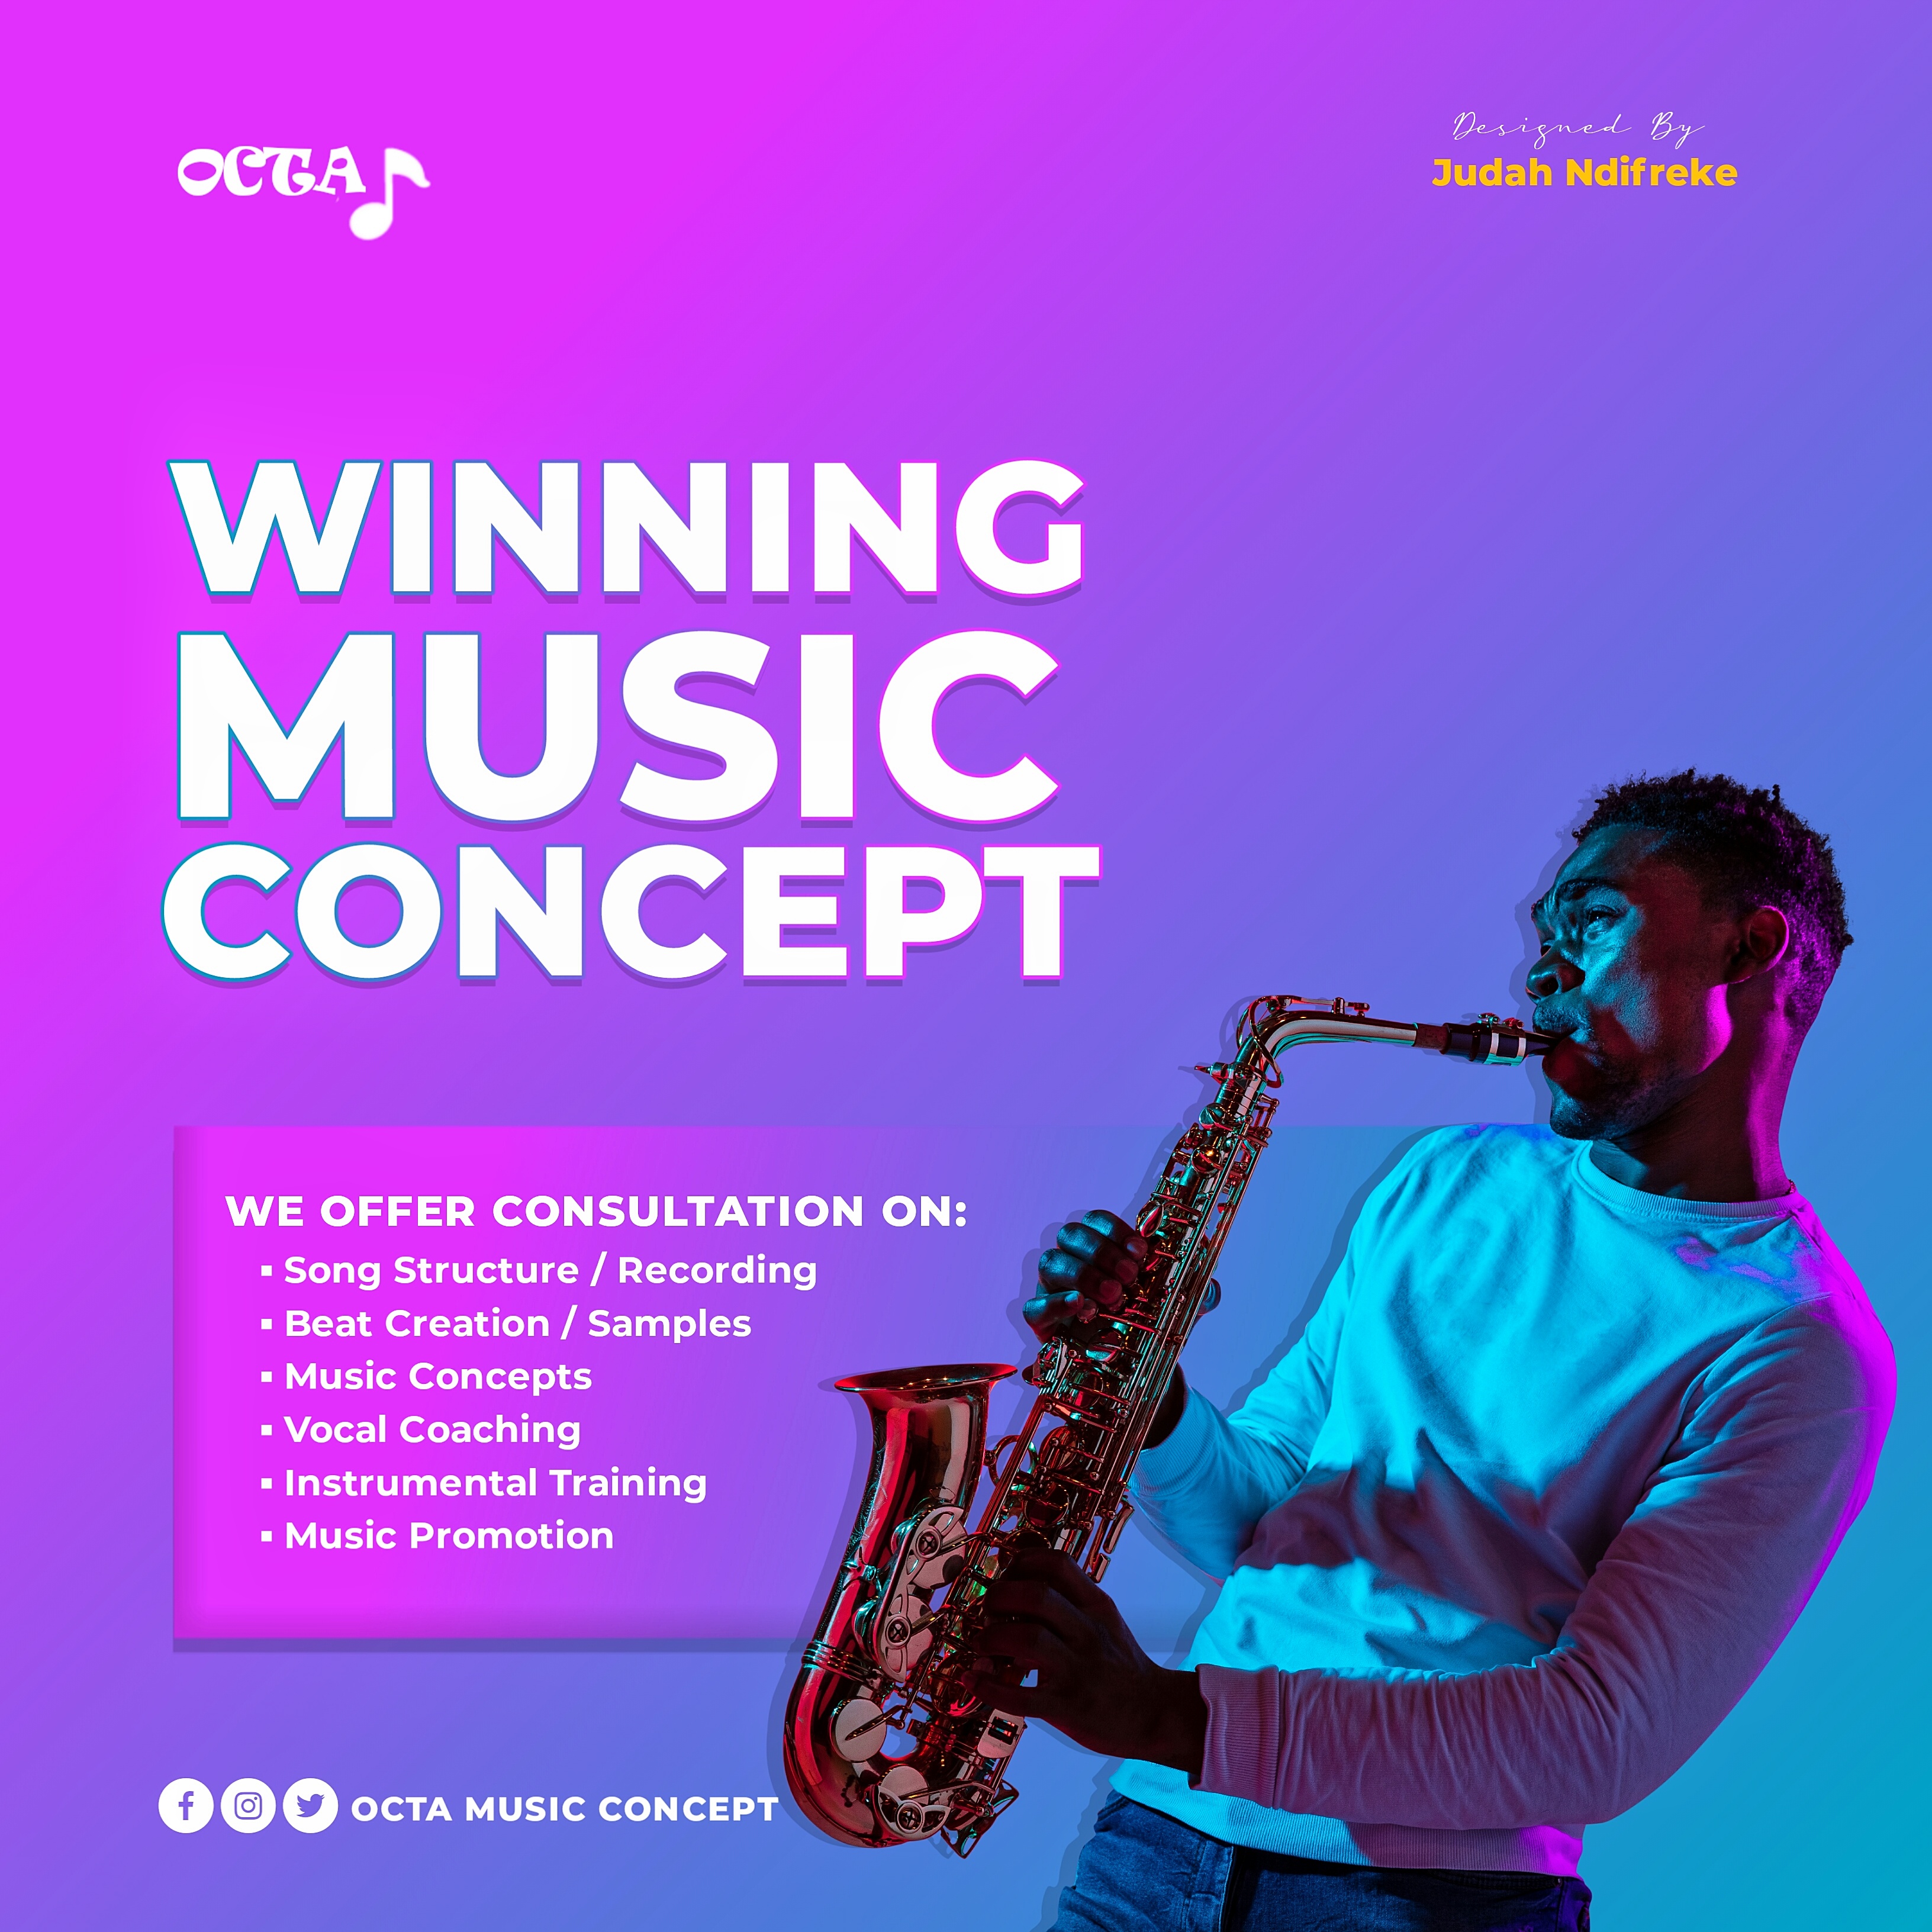 OCTA
Designed By
Judah Ndifreke
WINNING
MUSIC
CONCEPT
WE OFFER CONSULTATION ON:
▪ Song Structure / Recording
▪ Beat Creation / Samples
▪ Music Concepts
▪ Vocal Coaching
▪ Instrumental Training
▪ Music Promotion
OCTA MUSIC CONCEPT